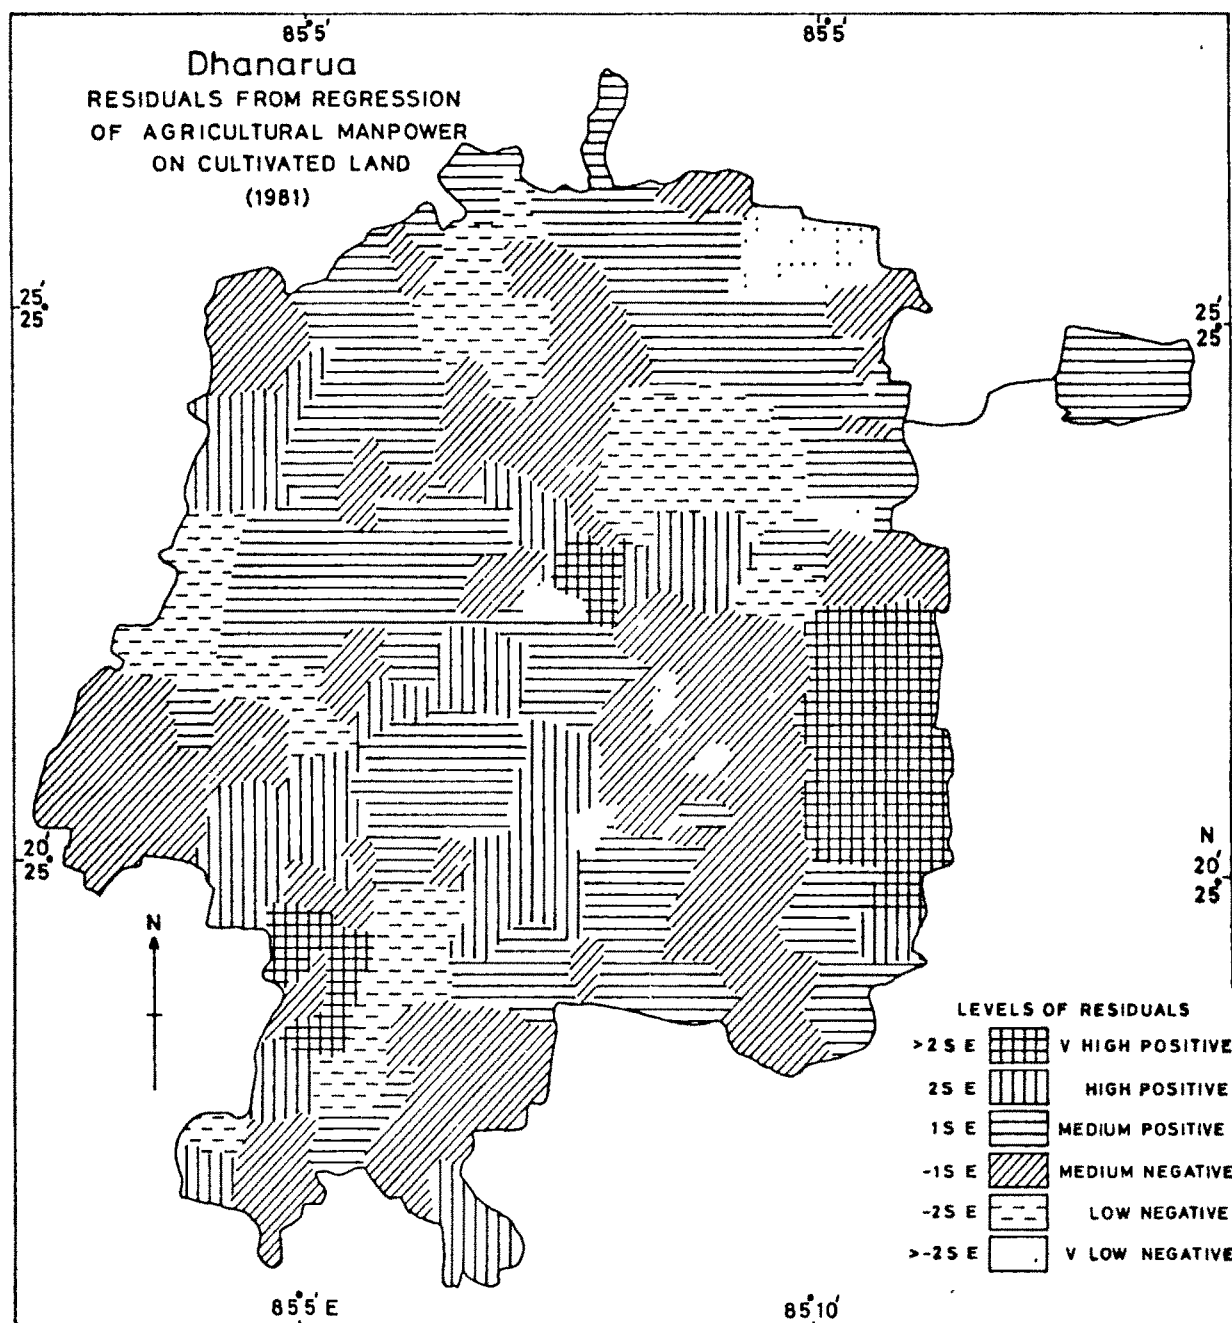 85°5' 85°5'
Dhanarua
RESIDUALS FROM REGRESSION
OF AGRICULTURAL MANPOWER
ON CULTIVATED LAND
(1981)
25'
25°
25'
25°
20'
25°
N
20'
25°
N
LEVELS OF RESIDUALS
>2 S E V HIGH POSITIVE
2S E HIGH POSITIVE
1 S E MEDIUM POSITIVE
-1S E MEDIUM NEGATIVE
-2S E LOW NEGATIVE
>-2S E V LOW NEGATIVE
85°5' E 85°10'